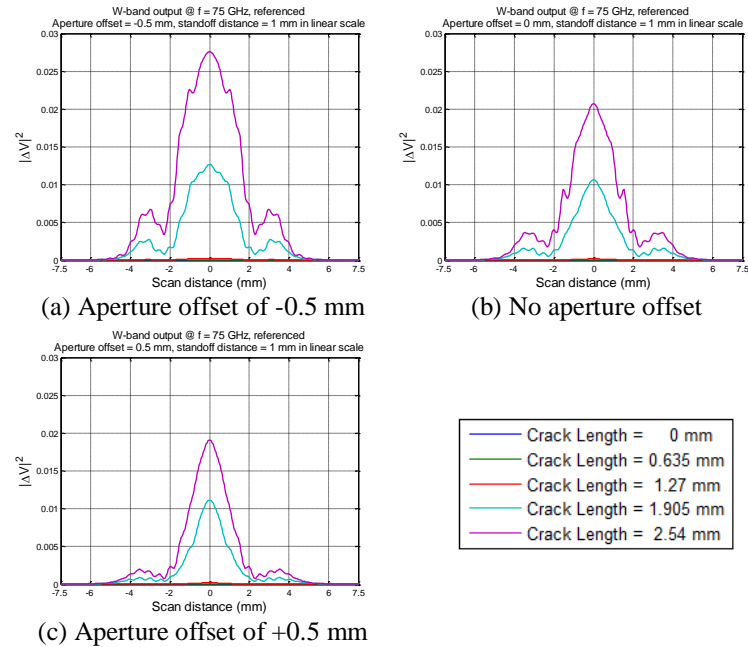 W-band output @ f = 75 GHz, referenced
Aperture offset = -0.5 mm, standoff distance = 1 mm in linear scale
0.03
0.025
0.02
0.015
0.01
0.005
0
|ΔV|²
-7.5 -6 -4 -2 0 2 4 6 7.5
Scan distance (mm)
(a) Aperture offset of -0.5 mm
W-band output @ f = 75 GHz, referenced
Aperture offset = 0 mm, standoff distance = 1 mm in linear scale
0.03
0.025
0.02
0.015
0.01
0.005
0
|ΔV|²
-7.5 -6 -4 -2 0 2 4 6 7.5
Scan distance (mm)
(b) No aperture offset
W-band output @ f = 75 GHz, referenced
Aperture offset = 0.5 mm, standoff distance = 1 mm in linear scale
0.03
0.025
0.02
0.015
0.01
0.005
0
|ΔV|²
-7.5 -6 -4 -2 0 2 4 6 7.5
Scan distance (mm)
(c) Aperture offset of +0.5 mm
Crack Length = 0 mm
Crack Length = 0.635 mm
Crack Length = 1.27 mm
Crack Length = 1.905 mm
Crack Length = 2.54 mm